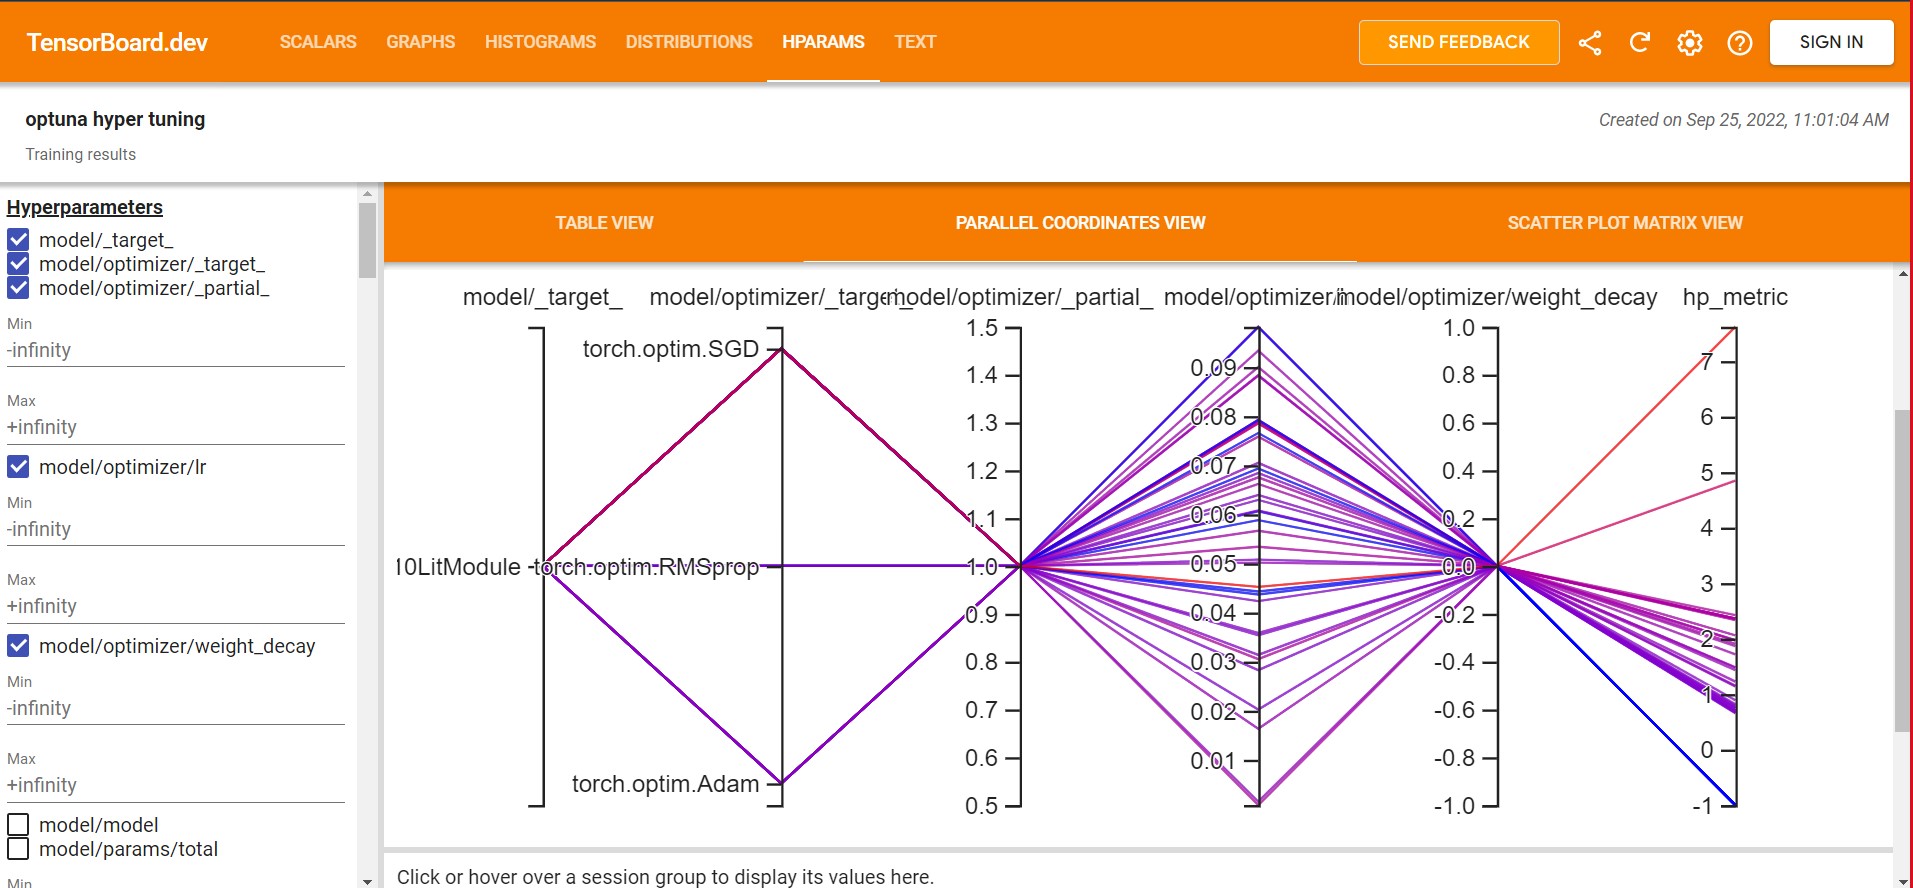 TensorBoard.dev SCALARS GRAPHS HISTOGRAMS DISTRIBUTIONS HPARAMS TEXT SEND FEEDBACK SIGN IN
optuna hyper tuning
Created on Sep 25, 2022, 11:01:04 AM
Training results
Hyperparameters
model/_target_
model/optimizer/_target_
model/optimizer/_partial_
Min
-infinity
Max
+infinity
model/optimizer/lr
Min
-infinity
Max
+infinity
model/optimizer/weight_decay
Min
-infinity
Max
+infinity
model/model
model/params/total
Min
TABLE VIEW PARALLEL COORDINATES VIEW SCATTER PLOT MATRIX VIEW
model/_target_ model/optimizer/_target_ model/optimizer/_partial_ model/optimizer/lr model/optimizer/weight_decay hp_metric
10LitModule
torch.optim.SGD
torch.optim.RMSprop
torch.optim.Adam
1.5
1.4
1.3
1.2
1.1
1.0
0.9
0.8
0.7
0.6
0.5
0.09
0.08
0.07
0.06
0.05
0.04
0.03
0.02
0.01
1.0
0.8
0.6
0.4
0.2
0.0
-0.2
-0.4
-0.6
-0.8
-1.0
7
6
5
4
3
2
1
0
-1
Click or hover over a session group to display its values here.